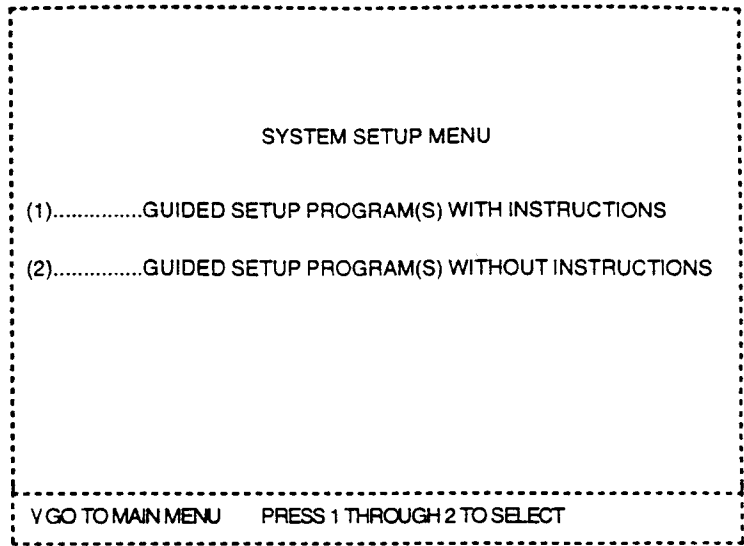 SYSTEM SETUP MENU
(1)...............GUIDED SETUP PROGRAM(S) WITH INSTRUCTIONS
(2)...............GUIDED SETUP PROGRAM(S) WITHOUT INSTRUCTIONS
V GO TO MAIN MENU PRESS 1 THROUGH 2 TO SELECT